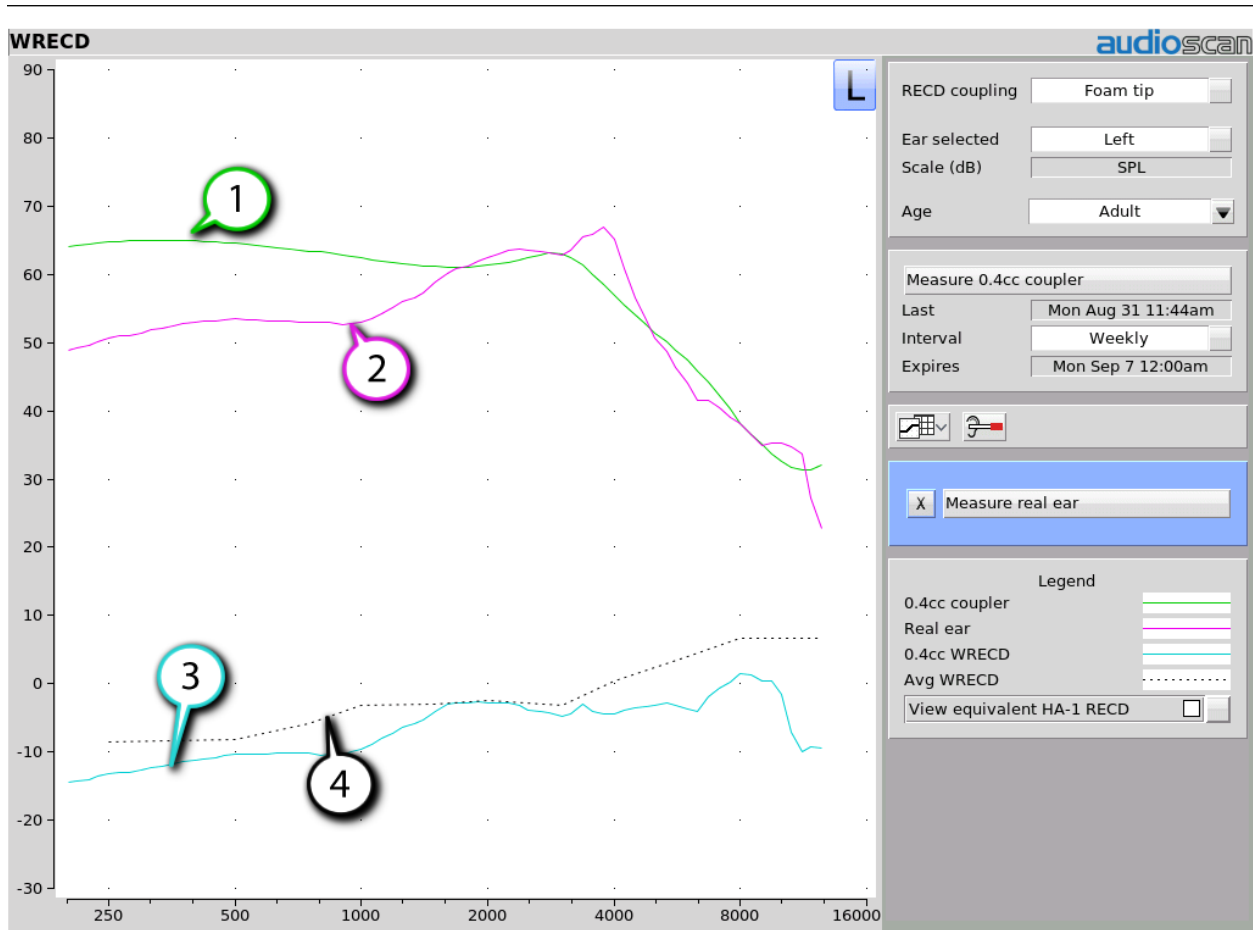 WRECD
audioscan
90
80
70
60
50
40
30
20
10
0
-10
-20
-30
250 500 1000 2000 4000 8000 16000
1
2
3
4
L
RECD coupling Foam tip
Ear selected Left
Scale (dB) SPL
Age Adult
Measure 0.4cc coupler
Last Mon Aug 31 11:44am
Interval Weekly
Expires Mon Sep 7 12:00am
X Measure real ear
Legend
0.4cc coupler
Real ear
0.4cc WRECD
Avg WRECD
View equivalent HA-1 RECD